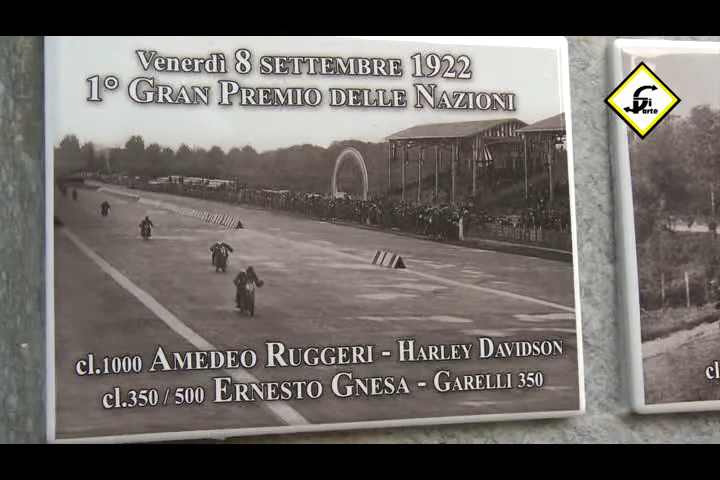 Venerdì 8 SETTEMBRE 1922
1° GRAN PREMIO DELLE NAZIONI
cl.1000 AMEDEO RUGGERI - HARLEY DAVIDSON
cl.350 / 500 ERNESTO GNESA - GARELLI 350
cl